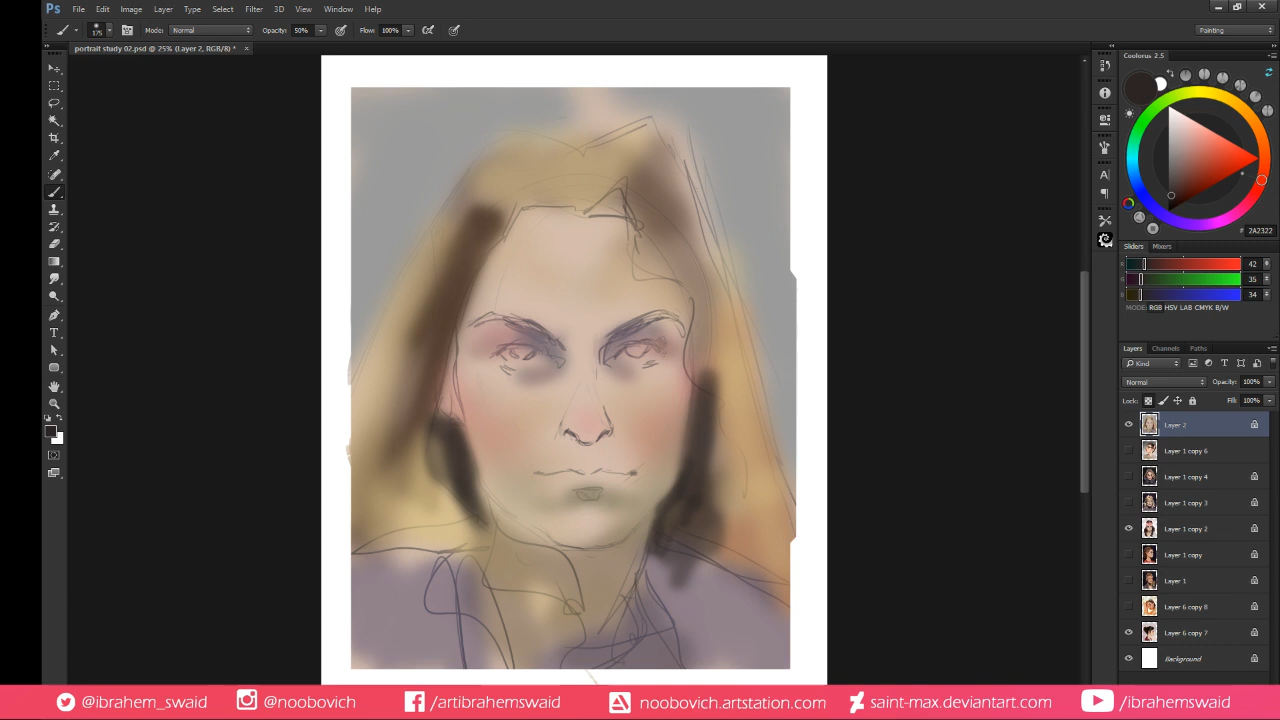 Ps File Edit Image Layer Type Select Filter 3D View Window Help
175 Mode: Normal Opacity: 50% Flow: 100% Painting
portrait study 02.psd @ 25% (Layer 2, RGB/8) * ×
Coolorus 2.5
# 2A2322
Sliders Mixers
42
35
34
MODE: RGB HSV LAB CMYK B/W
Layers Channels Paths
Kind
Normal Opacity: 100%
Lock: Fill: 100%
Layer 2
Layer 1 copy 6
Layer 1 copy 4
Layer 1 copy 3
Layer 1 copy 2
Layer 1 copy
Layer 1
Layer 6 copy 8
Layer 6 copy 7
Background
@ibrahem_swaid @noobovich /artibrahemswaid noobovich.artstation.com saint-max.deviantart.com /ibrahemswaid